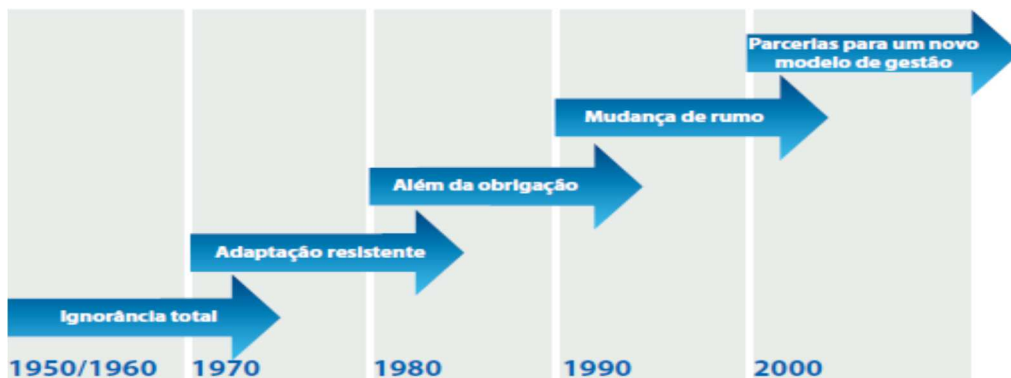 Parcerias para um novo
modelo de gestão
Mudança de rumo
Além da obrigação
Adaptação resistente
Ignorância total
1950/1960
1970
1980
1990
2000